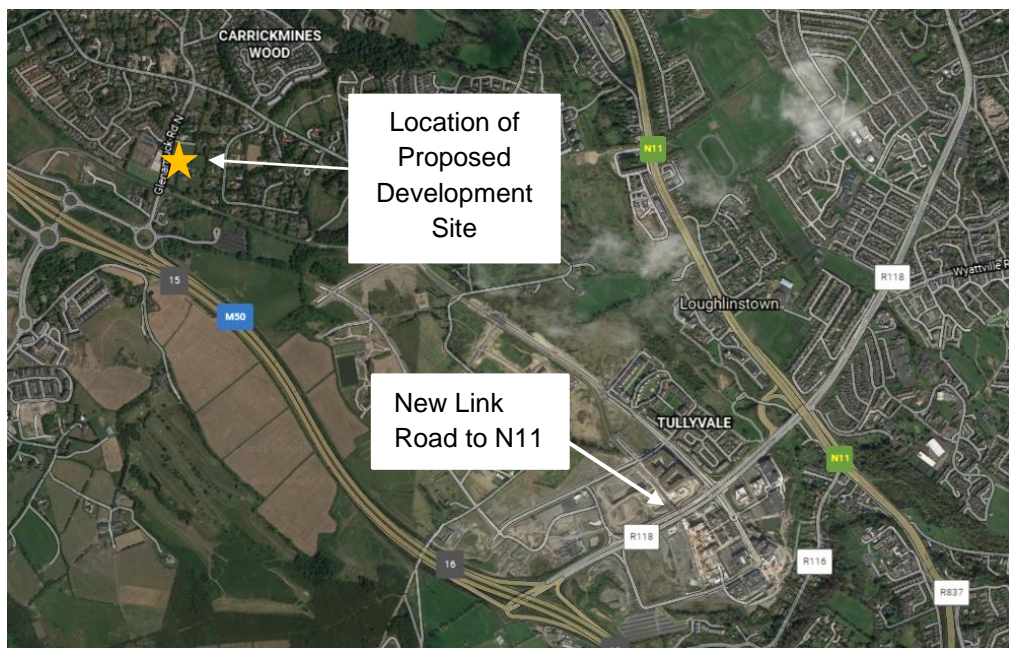 CARRICKMINES
WOOD
Glenamuck Rd N
Location of
Proposed
Development
Site
N11
R118
Wyattville R
15
M50
Loughlinstown
New Link
Road to N11
TULLYVALE
N11
R118
16
R116
R837